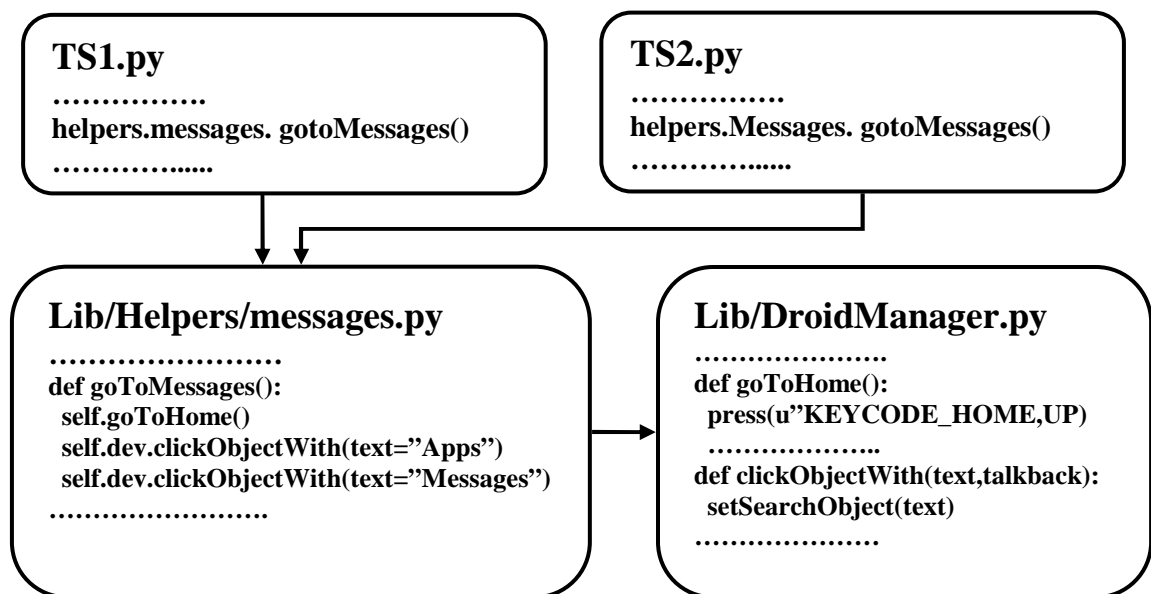 TS1.py
…………….
helpers.messages. gotoMessages()
…………......
TS2.py
…………….
helpers.Messages. gotoMessages()
…………......
Lib/Helpers/messages.py
……………………
def goToMessages():
self.goToHome()
self.dev.clickObjectWith(text=”Apps”)
self.dev.clickObjectWith(text=”Messages”)
…………………….
Lib/DroidManager.py
………………….
def goToHome():
press(u”KEYCODE_HOME,UP)
………………..
def clickObjectWith(text,talkback):
setSearchObject(text)
…………………